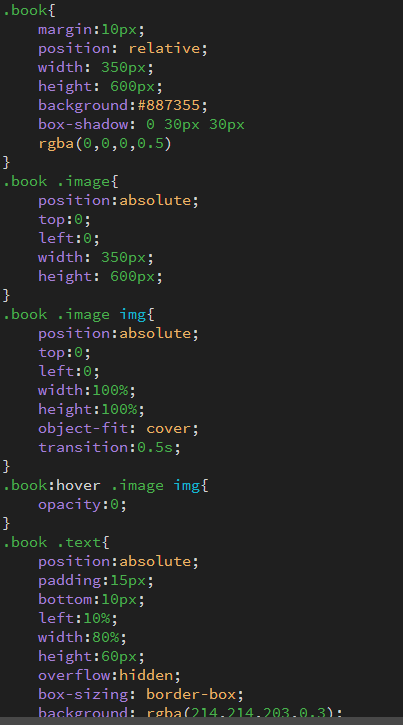 .book{
margin:10px;
position: relative;
width: 350px;
height: 600px;
background:#887355;
box-shadow: 0 30px 30px
rgba(0,0,0,0.5)
}
.book .image{
position:absolute;
top:0;
left:0;
width: 350px;
height: 600px;
}
.book .image img{
position:absolute;
top:0;
left:0;
width:100%;
height:100%;
object-fit: cover;
transition:0.5s;
}
.book:hover .image img{
opacity:0;
}
.book .text{
position:absolute;
padding:15px;
bottom:10px;
left:10%;
width:80%;
height:60px;
overflow:hidden;
box-sizing: border-box;
background: rgba(214,214,203,0.3);